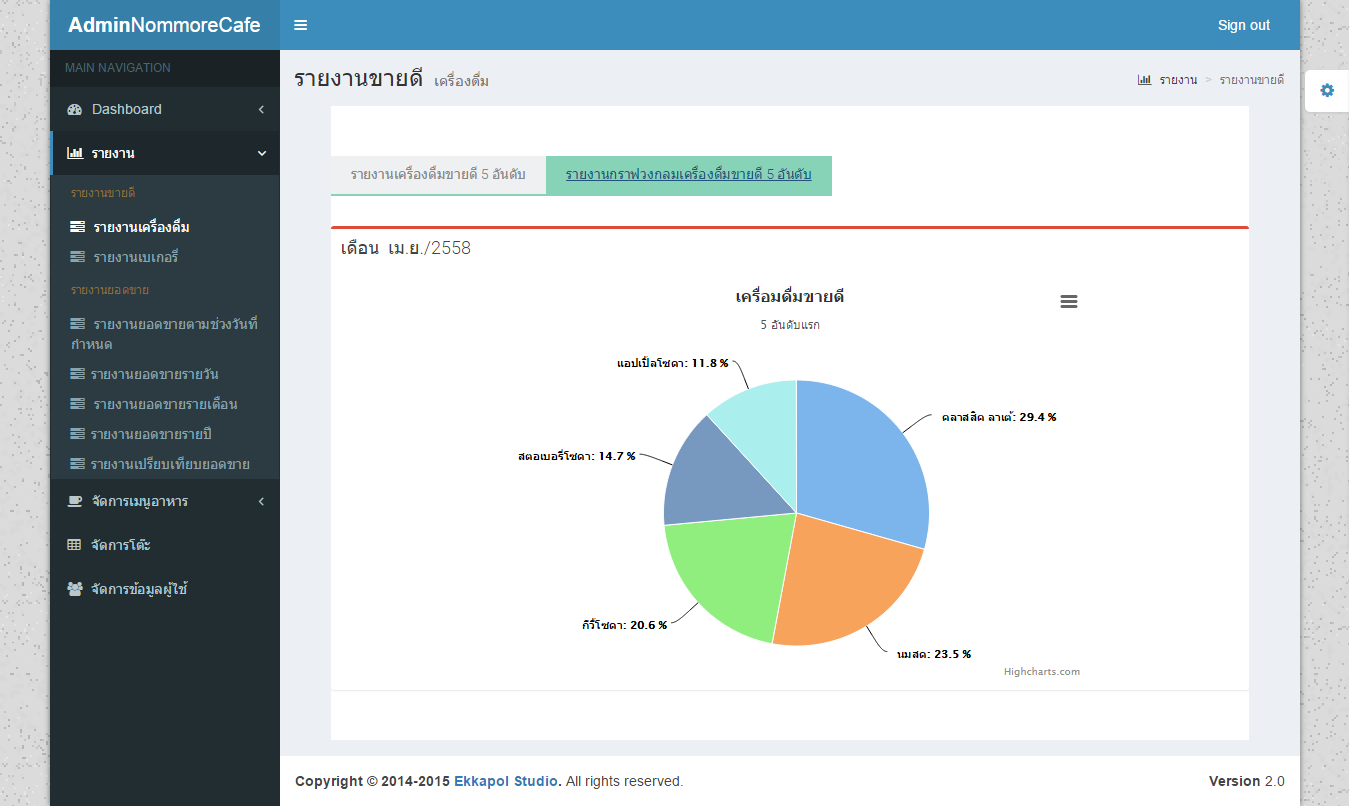 AdminNommoreCafe
Sign out
MAIN NAVIGATION
Dashboard
รายงาน
รายงานขายดี
รายงานเครื่องดื่ม
รายงานเบเกอรี่
รายงานยอดขาย
รายงานยอดขายตามช่วงวันที่
กำหนด
รายงานยอดขายรายวัน
รายงานยอดขายรายเดือน
รายงานยอดขายรายปี
รายงานเปรียบเทียบยอดขาย
จัดการเมนูอาหาร
จัดการโต๊ะ
จัดการข้อมูลผู้ใช้
รายงานขายดี เครื่องดื่ม
รายงาน > รายงานขายดี
รายงานเครื่องดื่มขายดี 5 อันดับ
รายงานกราฟวงกลมเครื่องดื่มขายดี 5 อันดับ
เดือน เม.ย./2558
เครื่อมดื่มขายดี
5 อันดับแรก
แอปเปิ้ลโซดา: 11.8 %
คลาสสิค ลาเต้: 29.4 %
สตอเบอรี่โซดา: 14.7 %
กีวี่โซดา: 20.6 %
นมสด: 23.5 %
Highcharts.com
Copyright © 2014-2015 Ekkapol Studio. All rights reserved.
Version 2.0